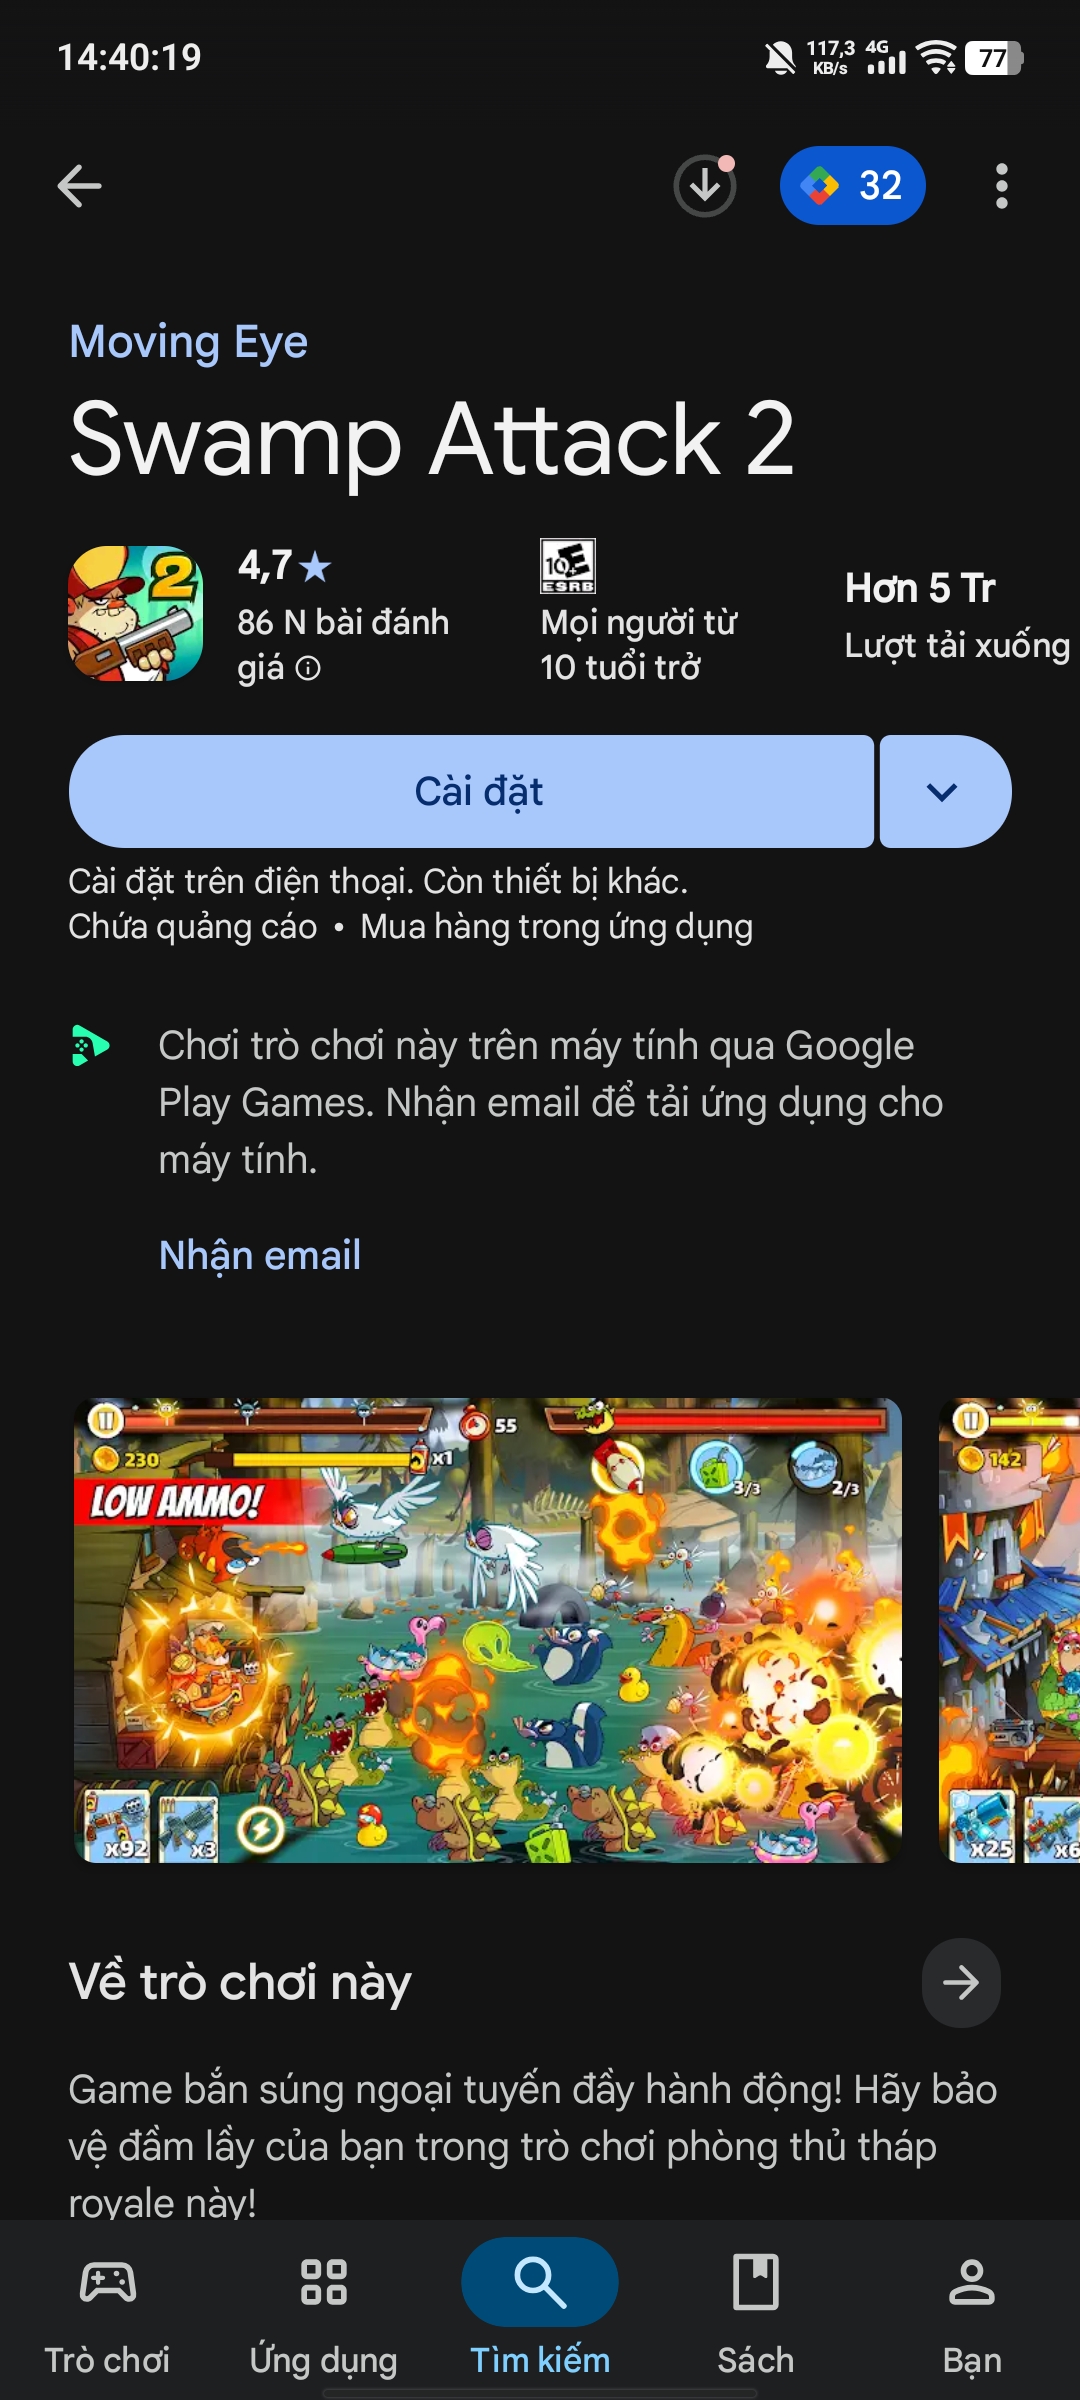 14:40:19
117,3
KB/s
4G
77
32
Moving Eye
Swamp Attack 2
2
4,7★
86 N bài đánh
giá
10+
E
ESRB
Mọi người từ
10 tuổi trở
Hơn 5 Tr
Lượt tải xuống
Cài đặt
Cài đặt trên điện thoại. Còn thiết bị khác.
Chứa quảng cáo • Mua hàng trong ứng dụng
Chơi trò chơi này trên máy tính qua Google
Play Games. Nhận email để tải ứng dụng cho
máy tính.
Nhận email
55
230
x1
1
3/3
2/3
LOW AMMO!
x92
x3
142
x25
x6
Về trò chơi này
Game bắn súng ngoại tuyến đầy hành động! Hãy bảo
vệ đầm lầy của bạn trong trò chơi phòng thủ tháp
royale này!
Trò chơi
Ứng dụng
Tìm kiếm
Sách
Bạn